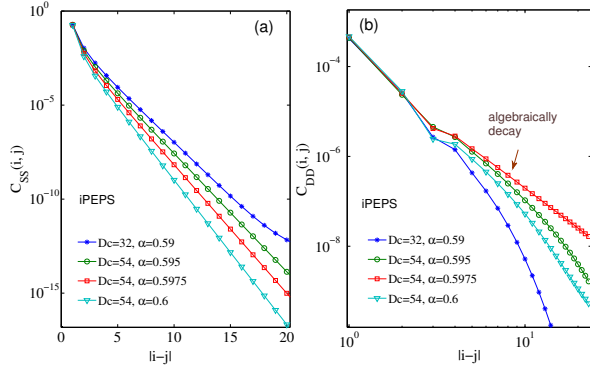 (a)
10^0
10^-5
10^-10
10^-15
C_SS(i, j)
iPEPS
Dc=32, α=0.59
Dc=54, α=0.595
Dc=54, α=0.5975
Dc=54, α=0.6
0 5 10 15 20
|i−j|
(b)
10^-4
10^-6
10^-8
C_DD(i, j)
algebraically
decay
iPEPS
Dc=32, α=0.59
Dc=54, α=0.595
Dc=54, α=0.5975
Dc=54, α=0.6
10^0 10^1
|i−j|